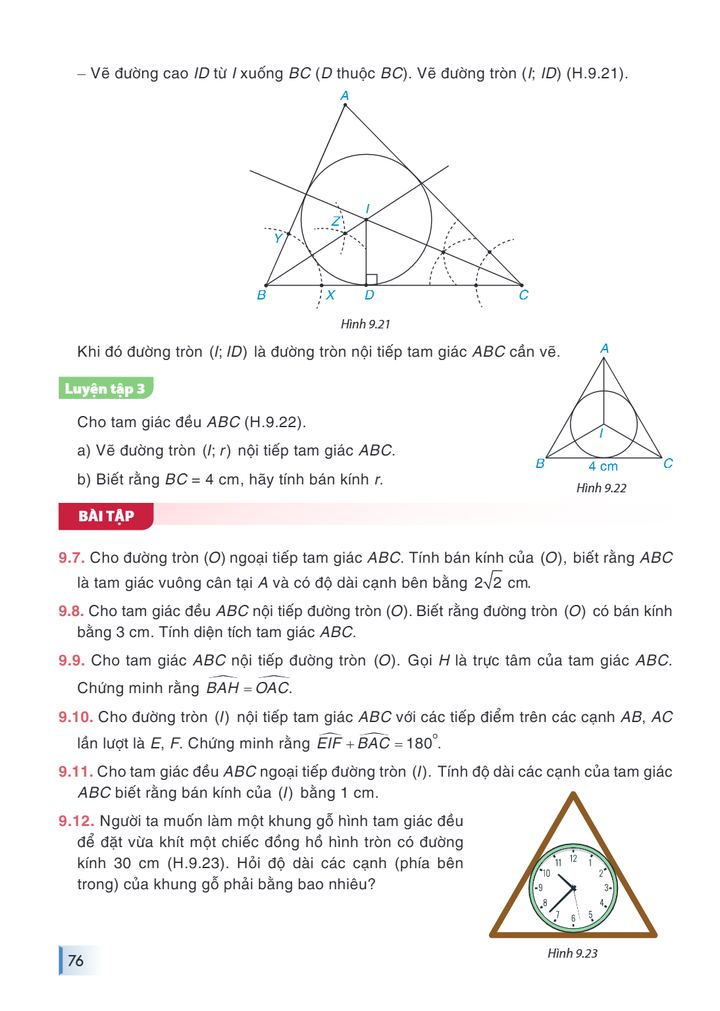 – Vẽ đường cao ID từ I xuống BC (D thuộc BC). Vẽ đường tròn (I; ID) (H.9.21).
A
I
Z
Y
B
X
D
C
Hình 9.21
Khi đó đường tròn (I; ID) là đường tròn nội tiếp tam giác ABC cần vẽ.
Luyện tập 3
Cho tam giác đều ABC (H.9.22).
a) Vẽ đường tròn (I; r) nội tiếp tam giác ABC.
b) Biết rằng BC = 4 cm, hãy tính bán kính r.
A
I
B
4 cm
C
Hình 9.22
BÀI TẬP
9.7. Cho đường tròn (O) ngoại tiếp tam giác ABC. Tính bán kính của (O), biết rằng ABC
là tam giác vuông cân tại A và có độ dài cạnh bên bằng 2√2 cm.
9.8. Cho tam giác đều ABC nội tiếp đường tròn (O). Biết rằng đường tròn (O) có bán kính
bằng 3 cm. Tính diện tích tam giác ABC.
9.9. Cho tam giác ABC nội tiếp đường tròn (O). Gọi H là trực tâm của tam giác ABC.
Chứng minh rằng \widehat{BAH} = \widehat{OAC}.
9.10. Cho đường tròn (I) nội tiếp tam giác ABC với các tiếp điểm trên các cạnh AB, AC
lần lượt là E, F. Chứng minh rằng \widehat{EIF} + \widehat{BAC} = 180°.
9.11. Cho tam giác đều ABC ngoại tiếp đường tròn (I). Tính độ dài các cạnh của tam giác
ABC biết rằng bán kính của (I) bằng 1 cm.
9.12. Người ta muốn làm một khung gỗ hình tam giác đều
để đặt vừa khít một chiếc đồng hồ hình tròn có đường
kính 30 cm (H.9.23). Hỏi độ dài các cạnh (phía bên
trong) của khung gỗ phải bằng bao nhiêu?
12
1
2
3
4
5
6
7
8
9
10
11
Hình 9.23
76